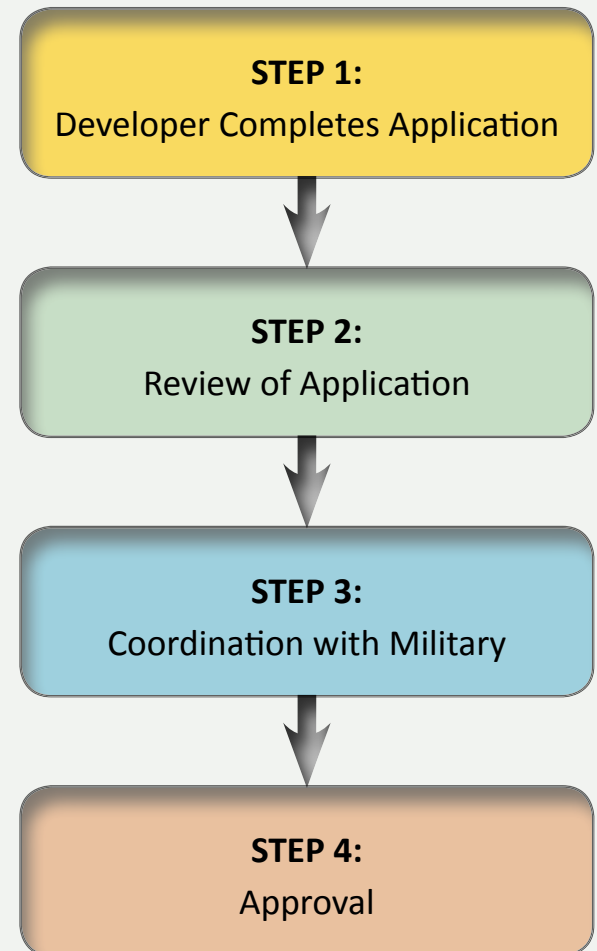 STEP 1:
Developer Completes Application
STEP 2:
Review of Application
STEP 3:
Coordination with Military
STEP 4:
Approval